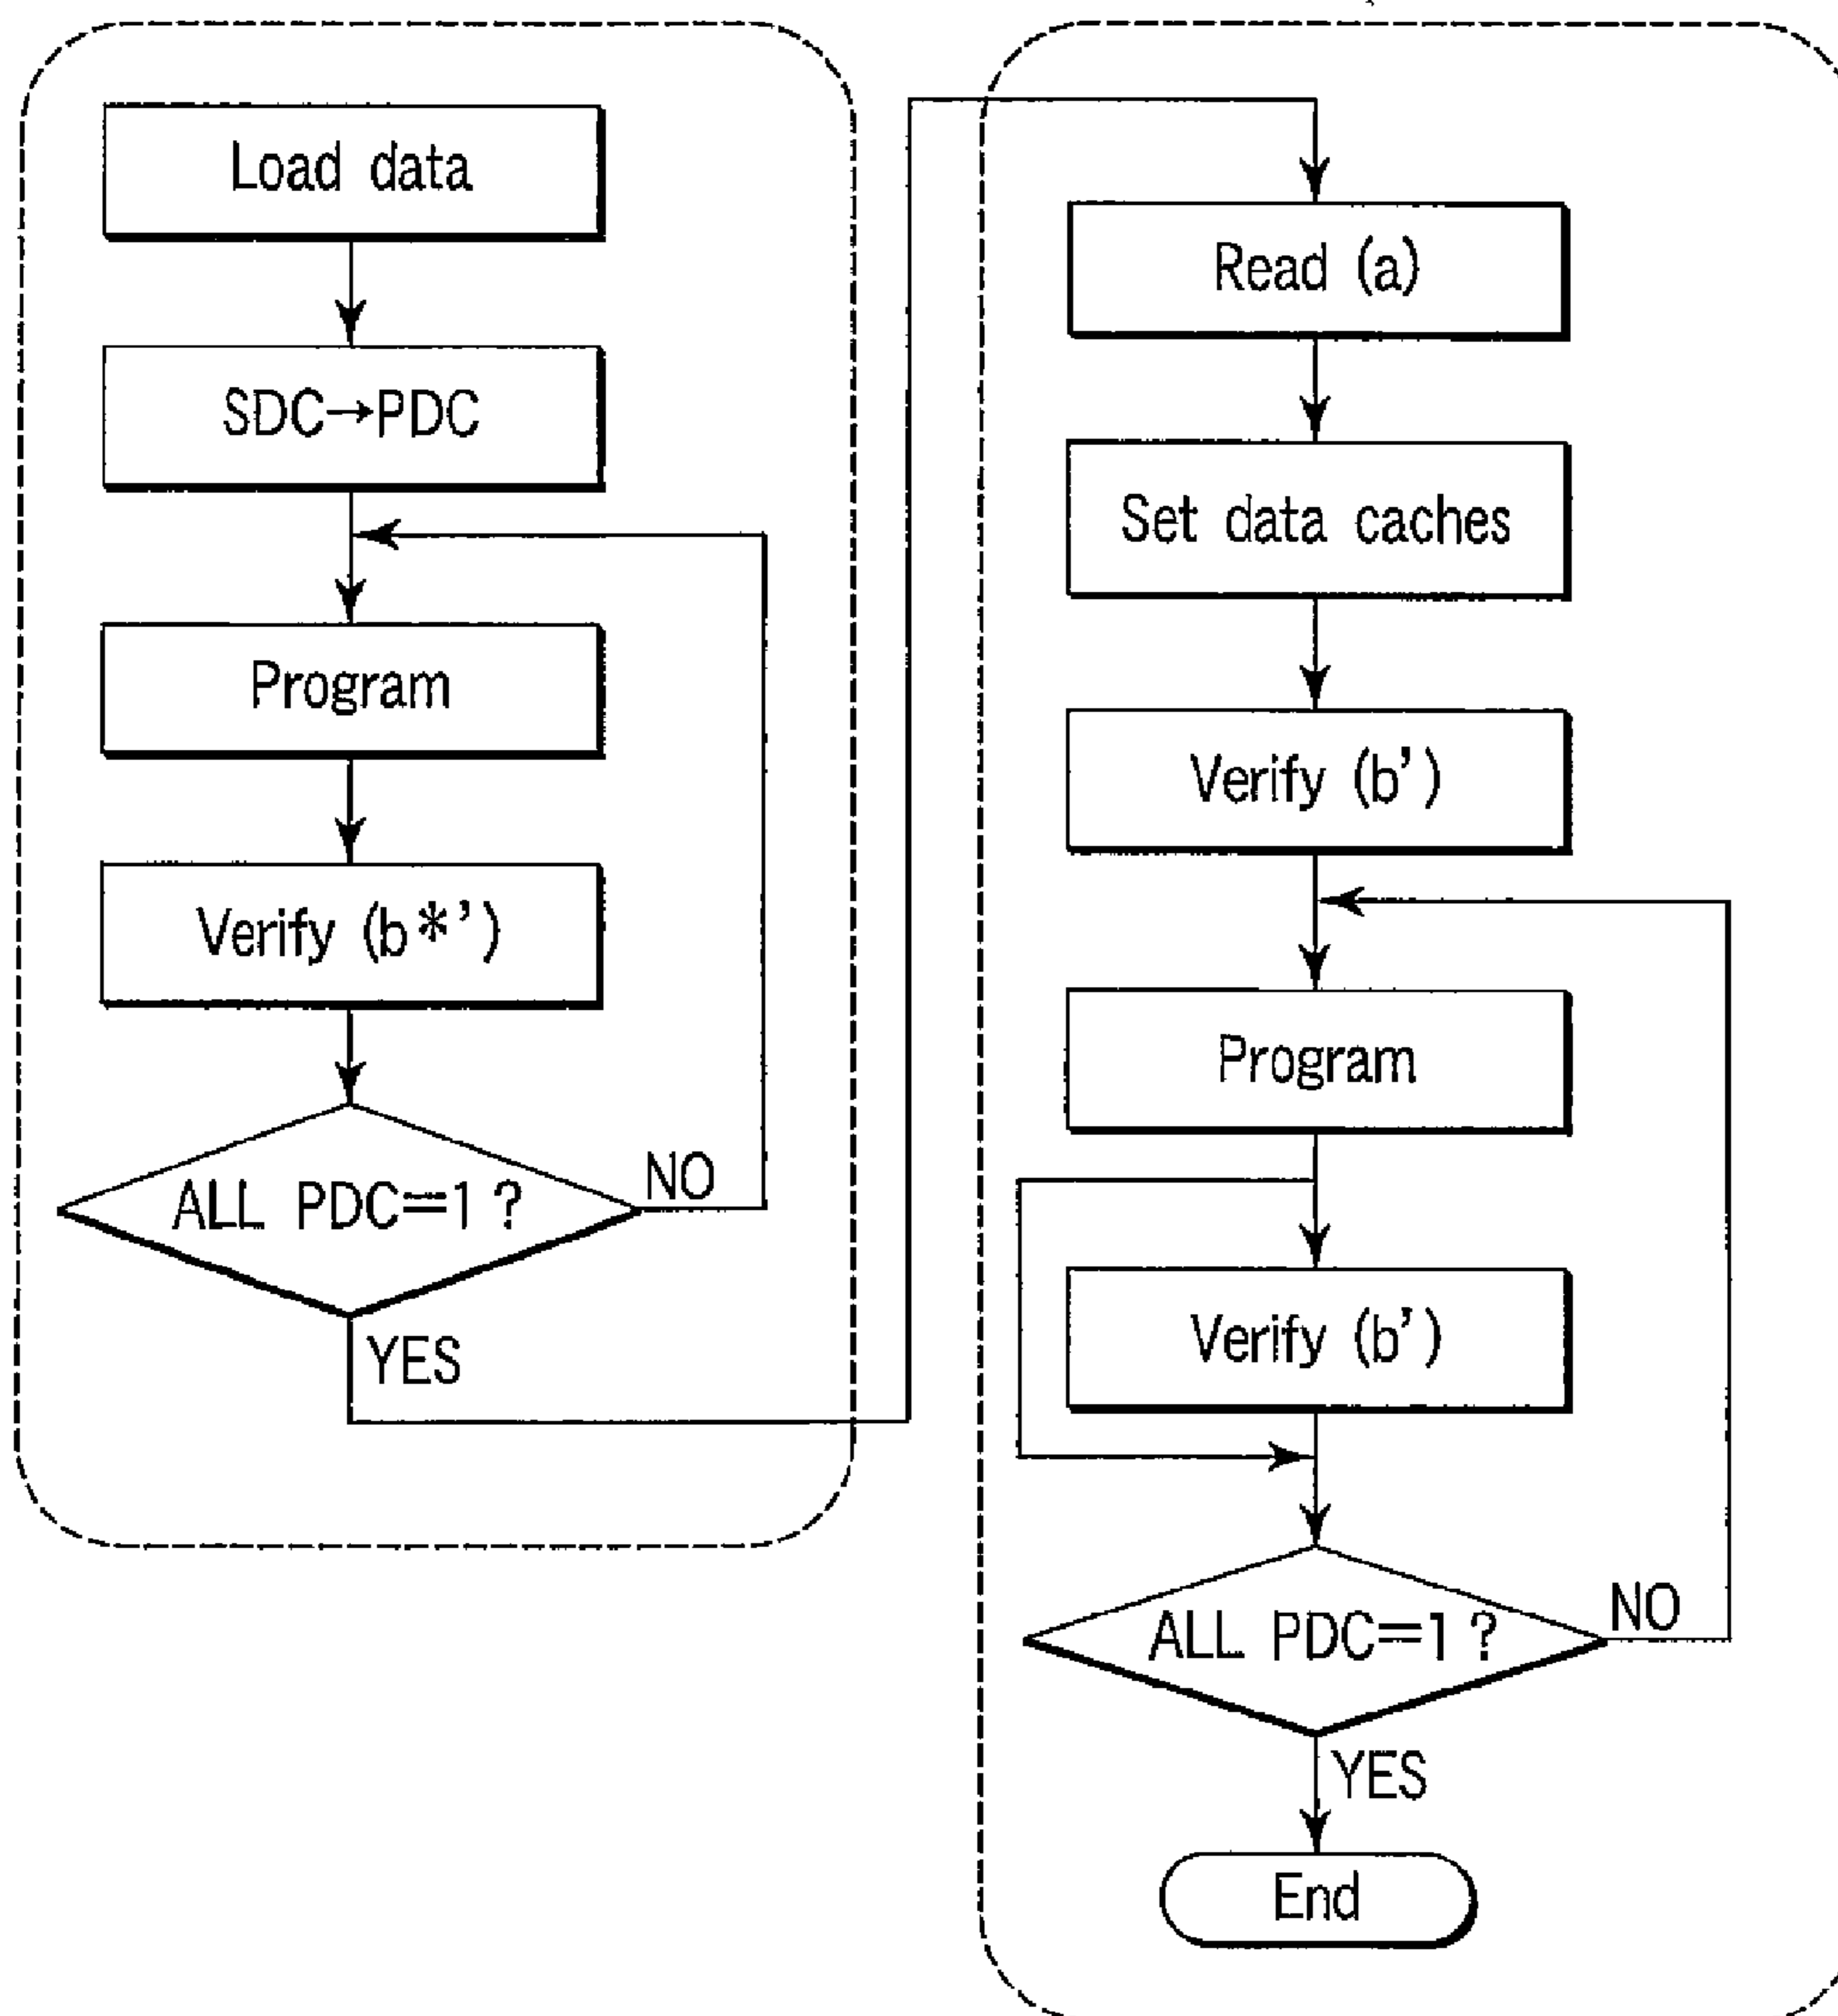 Load data
SDC→PDC
Program
Verify (b*')
ALL PDC=1 ?
NO
YES
Read (a)
Set data caches
Verify (b')
Program
Verify (b')
ALL PDC=1 ?
NO
YES
End